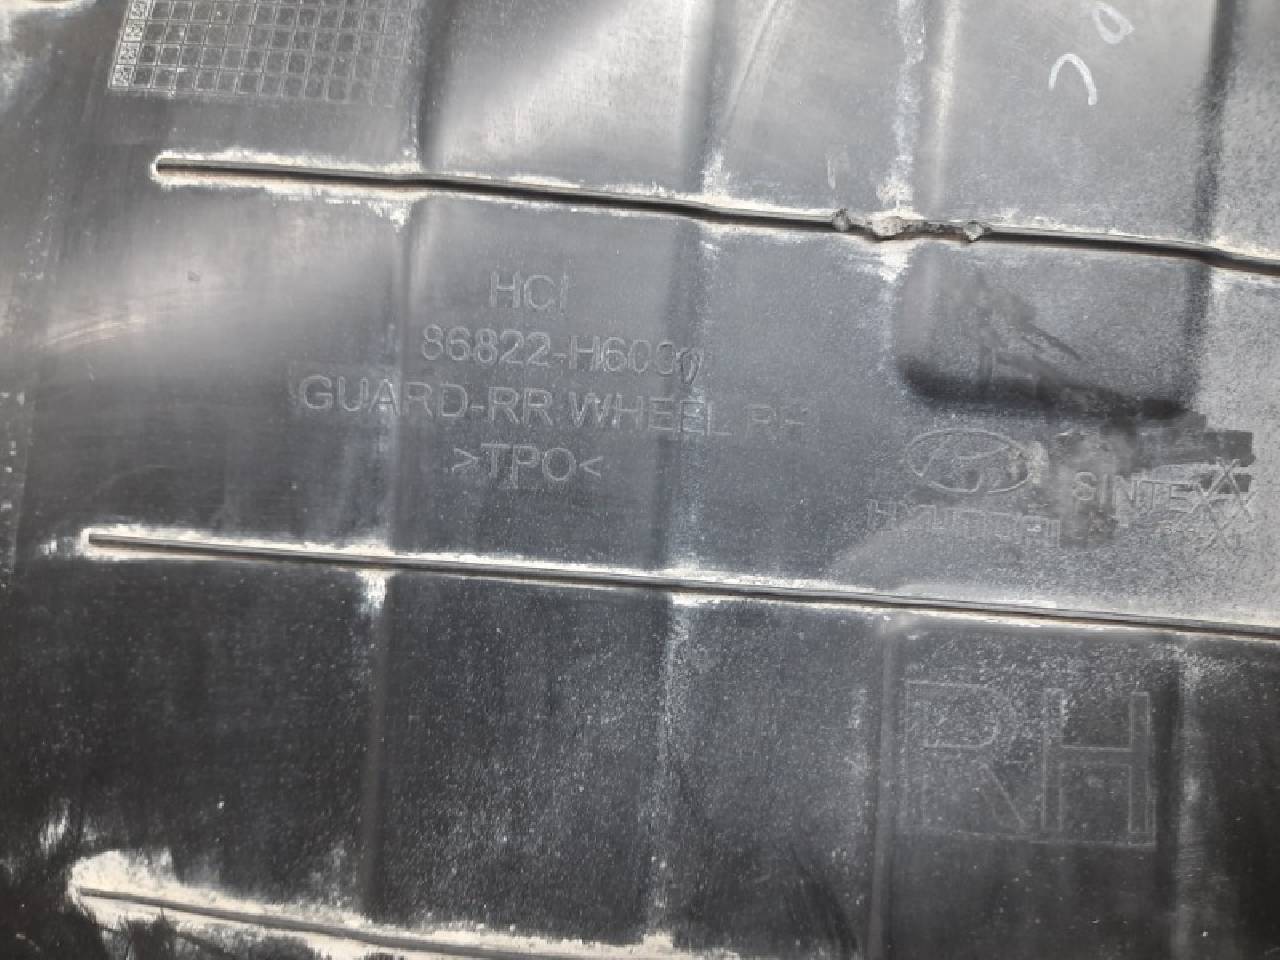 HCI
86822-H6000
GUARD-RR WHEEL RH
>TPO<
HYUNDAI
SINTEX
RH